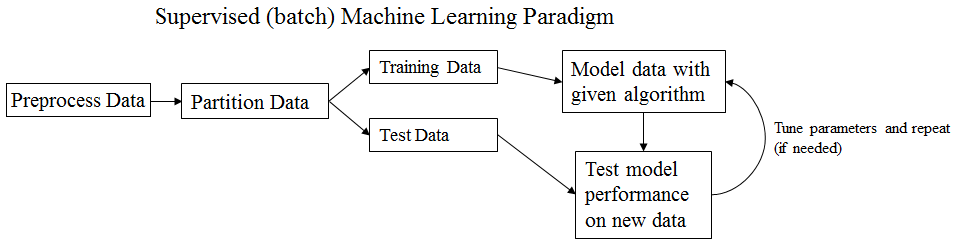 Supervised (batch) Machine Learning Paradigm
Preprocess Data
Partition Data
Training Data
Test Data
Model data with
given algorithm
Test model
performance
on new data
Tune parameters and repeat
(if needed)